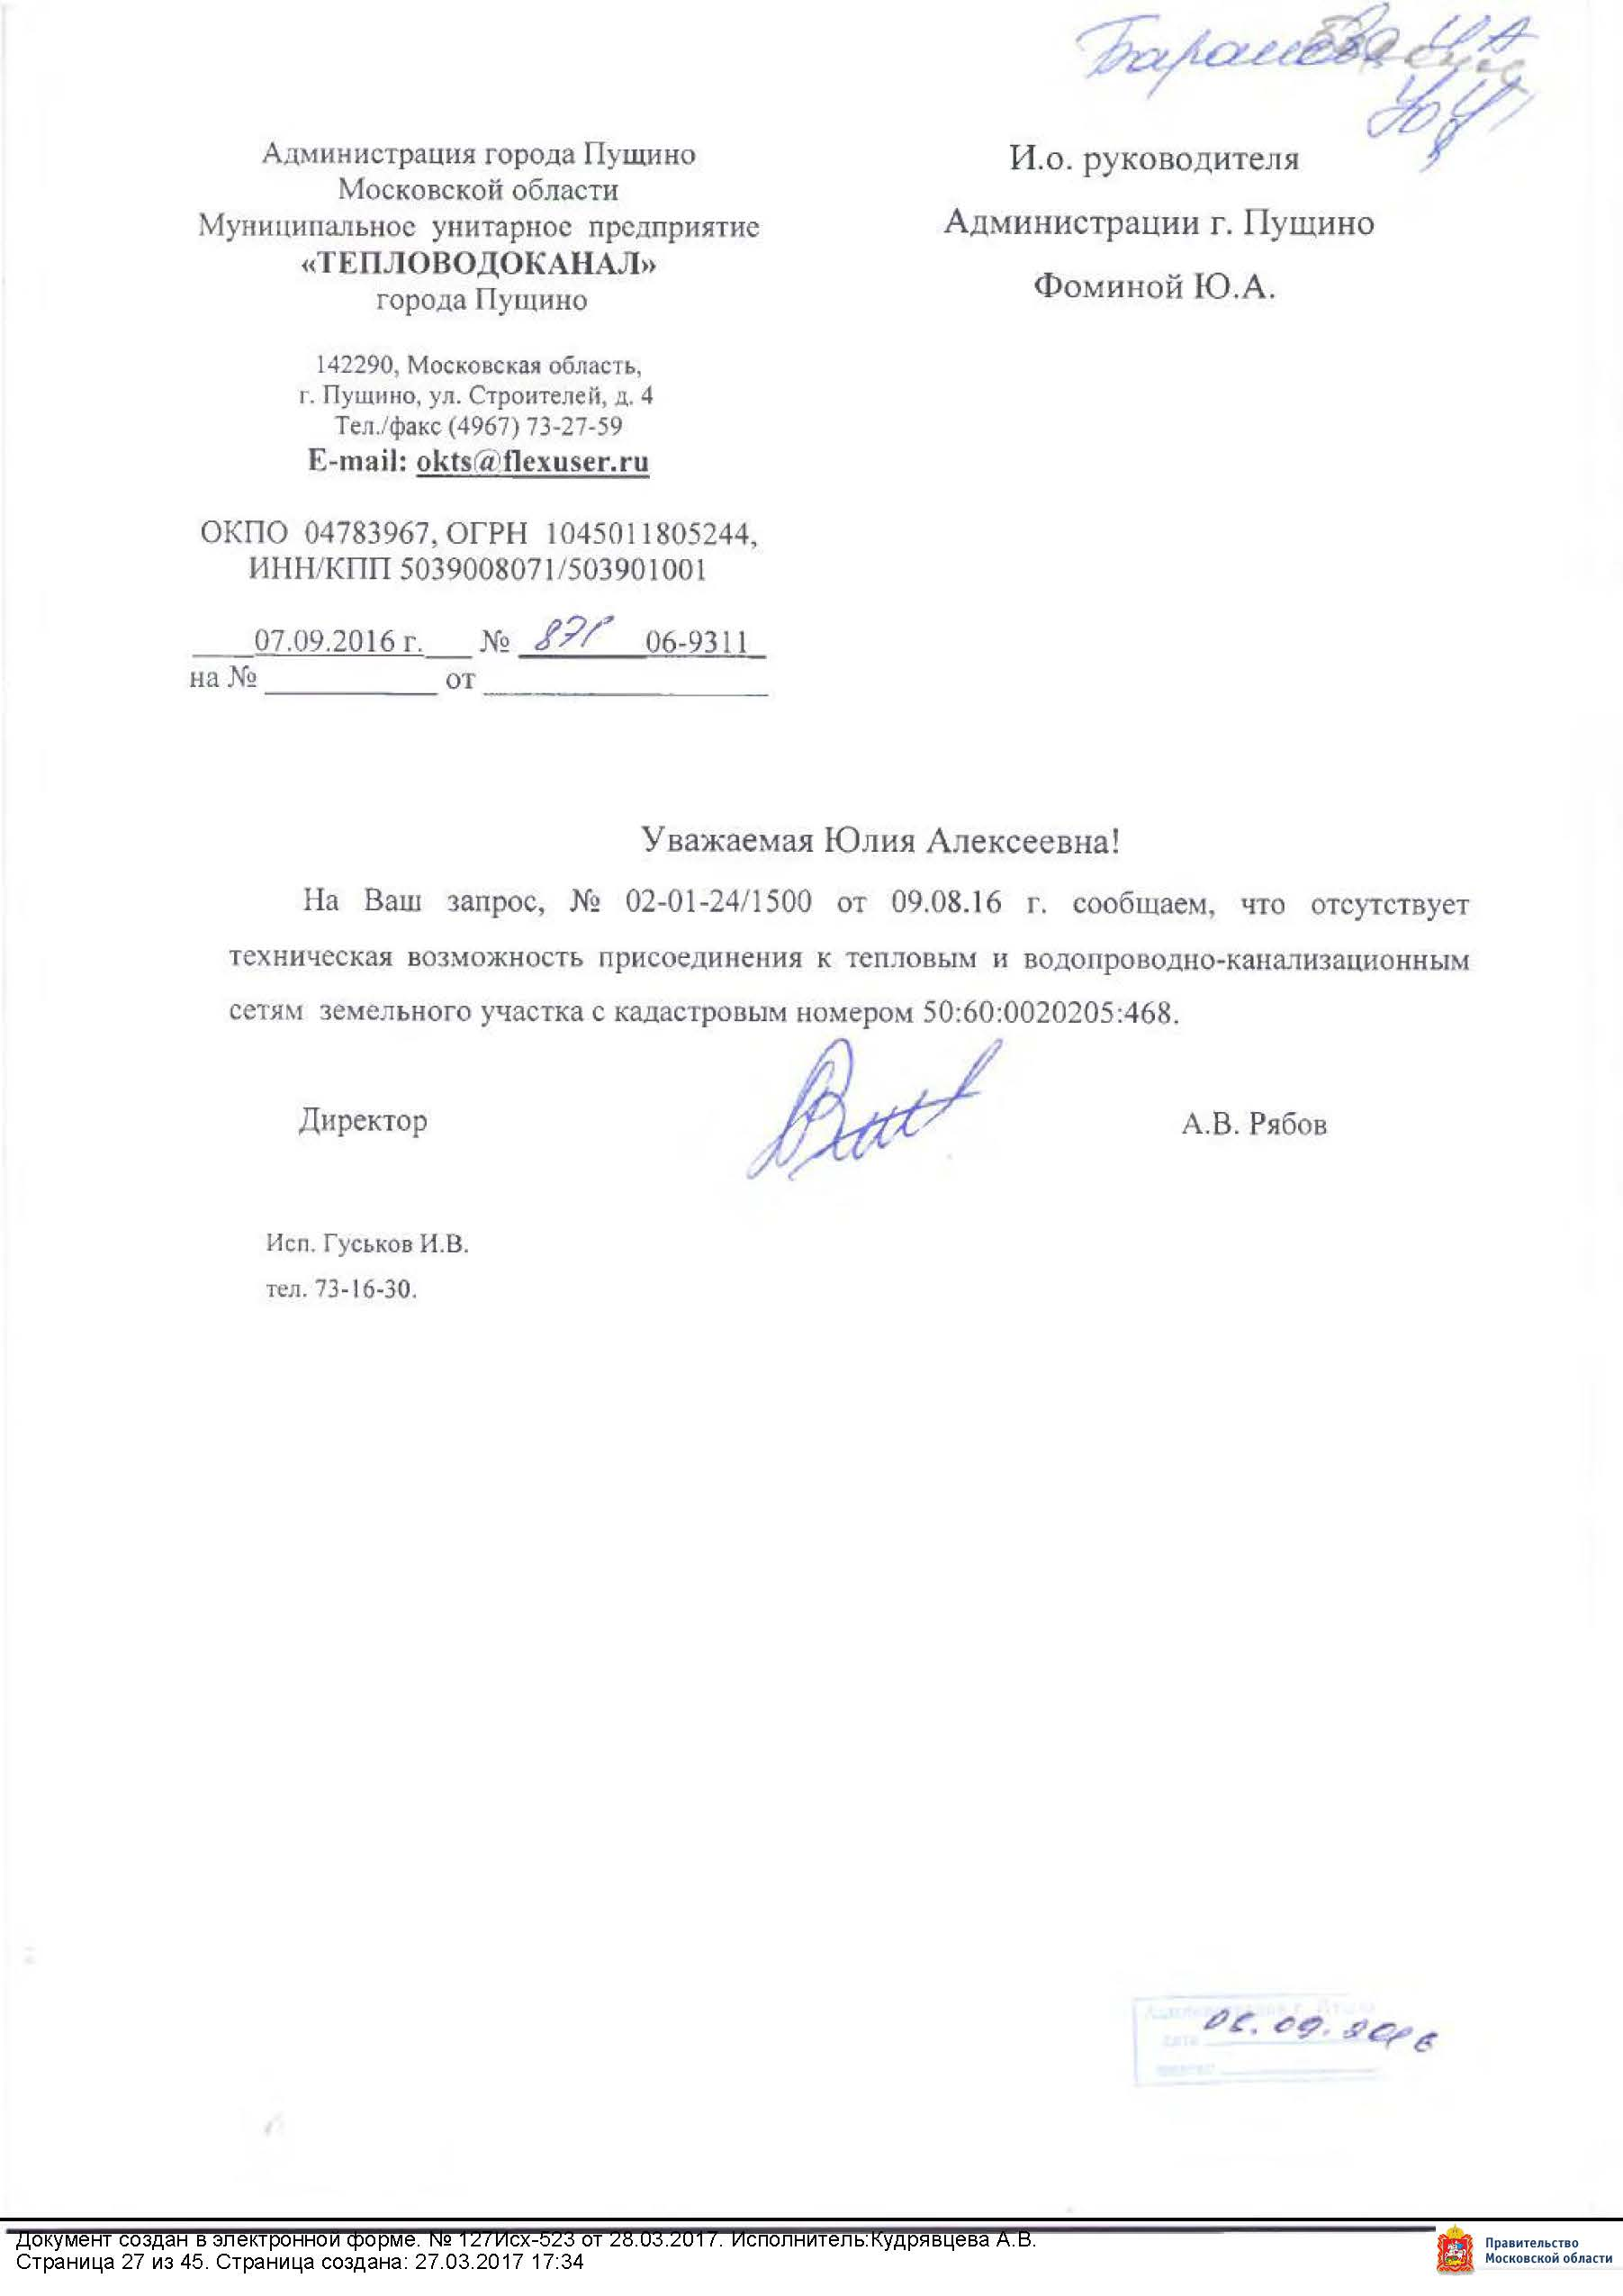 Администрация города Пущино
Московской области
Муниципальное унитарное предприятие
«ТЕПЛОВОДОКАНАЛ»
города Пущино
142290, Московская область,
г. Пущино, ул. Строителей, д. 4
Тел./факс (4967) 73-27-59
E-mail: okts@flexuser.ru
ОКПО 04783967, ОГРН 1045011805244,
ИНН/КПП 5039008071/503901001
07.09.2016 г. № 06-9311
на № от
И.о. руководителя
Администрации г. Пущино
Фоминой Ю.А.
Уважаемая Юлия Алексеевна!
На Ваш запрос, № 02-01-24/1500 от 09.08.16 г. сообщаем, что отсутствует
техническая возможность присоединения к тепловым и водопроводно-канализационным
сетям земельного участка с кадастровым номером 50:60:0020205:468.
Директор А.В. Рябов
Исп. Гуськов И.В.
тел. 73-16-30.
Документ создан в электронной форме. № 127Исх-523 от 28.03.2017. Исполнитель:Кудрявцева А.В.
Страница 27 из 45. Страница создана: 27.03.2017 17:34
Правительство
Московской области